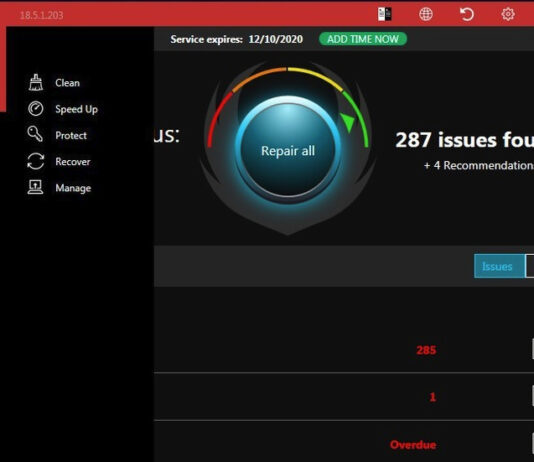 18.5.1.203
Service expires: 12/10/2020 ADD TIME NOW
Clean
Speed Up
Protect
Recover
Manage
us:
Repair all
287 issues fou
+ 4 Recommendation
Issues
285
1
Overdue